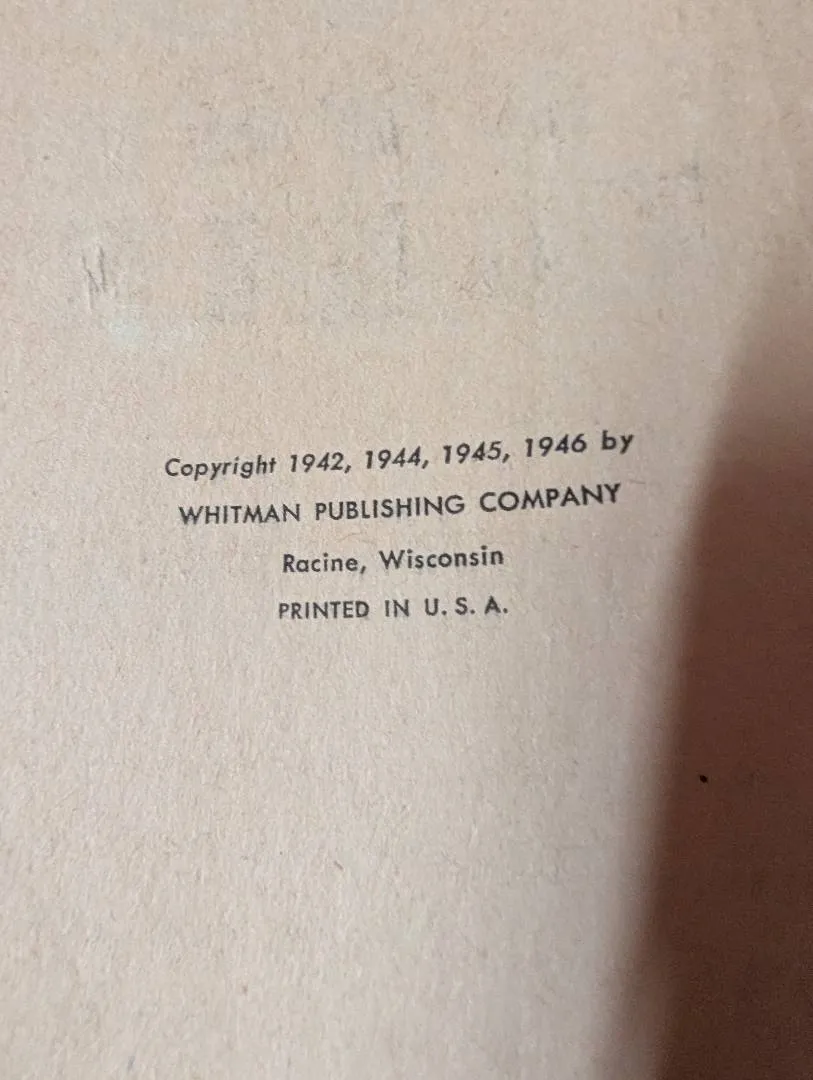 Copyright 1942, 1944, 1945, 1946 by
WHITMAN PUBLISHING COMPANY
Racine, Wisconsin
PRINTED IN U. S. A.